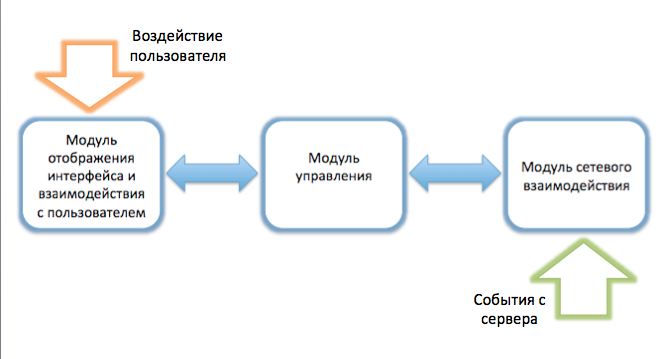 Воздействие
пользователя
Модуль
отображения
интерфейса и
взаимодействия
с пользователем
Модуль
управления
Модуль сетевого
взаимодействия
События с
сервера